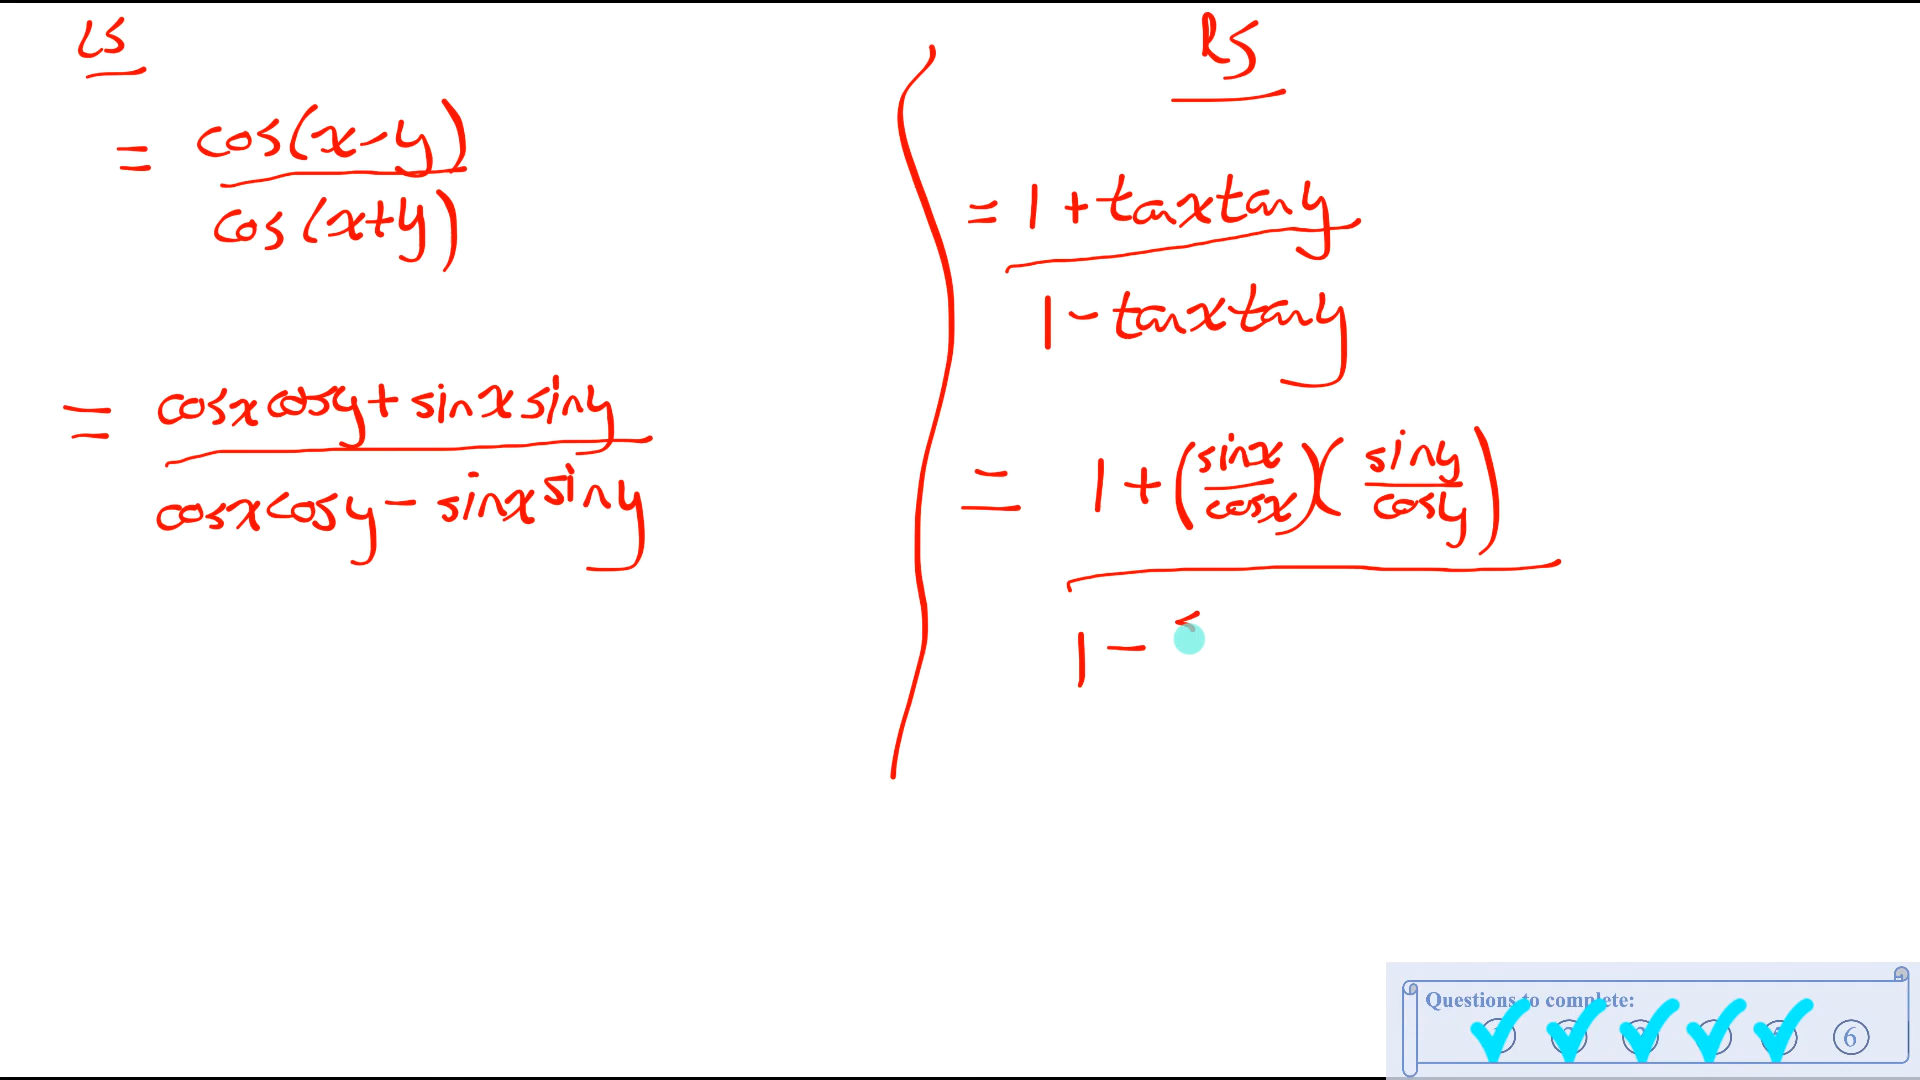 LS
= cos(x-y)
cos(x+y)
= cosxcosy + sinxsiny
cosxcosy - sinxsiny
RS
= 1 + tanxtany
1 - tanxtany
= 1 + (sinx/cosx)(siny/cosy)
1 -
Questions to complete:
6